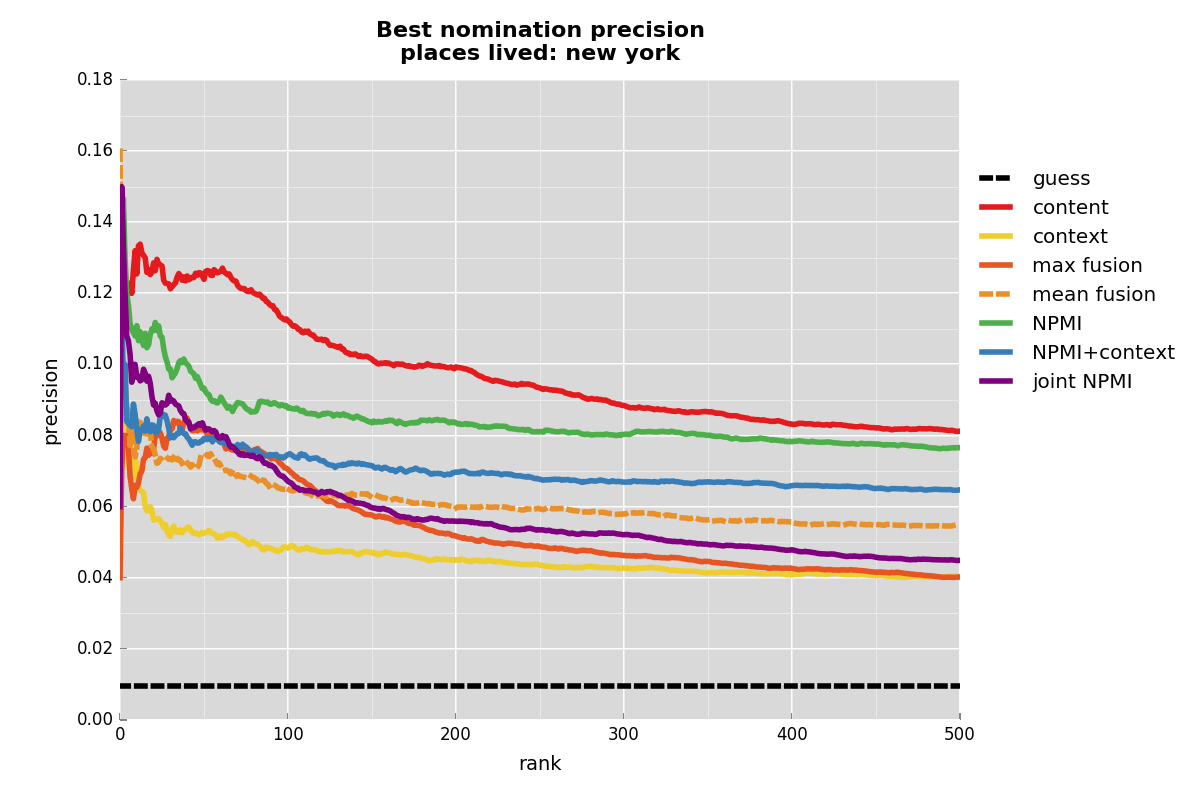 Best nomination precision
places lived: new york
precision
0.18
0.16
0.14
0.12
0.10
0.08
0.06
0.04
0.02
0.00
0 100 200 300 400 500
rank
guess
content
context
max fusion
mean fusion
NPMI
NPMI+context
joint NPMI